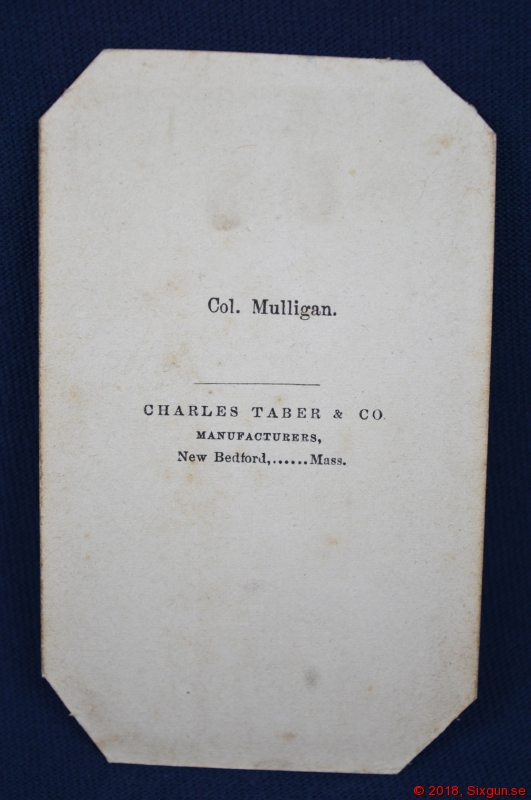 Col. Mulligan.
CHARLES TABER & CO.
MANUFACTURERS,
New Bedford,......Mass.
© 2018, Sixgun.se